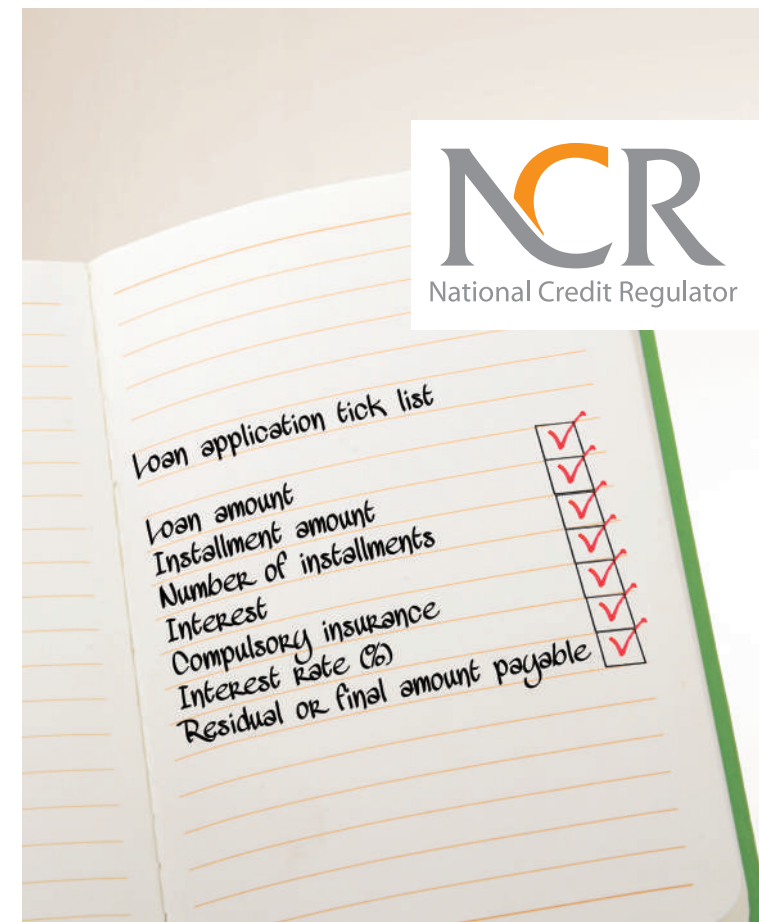 NCR
National Credit Regulator
Loan application tick list
Loan amount
Installment amount
Number of installments
Interest
Compulsory insurance
Interest Rate (%)
Residual or final amount payable